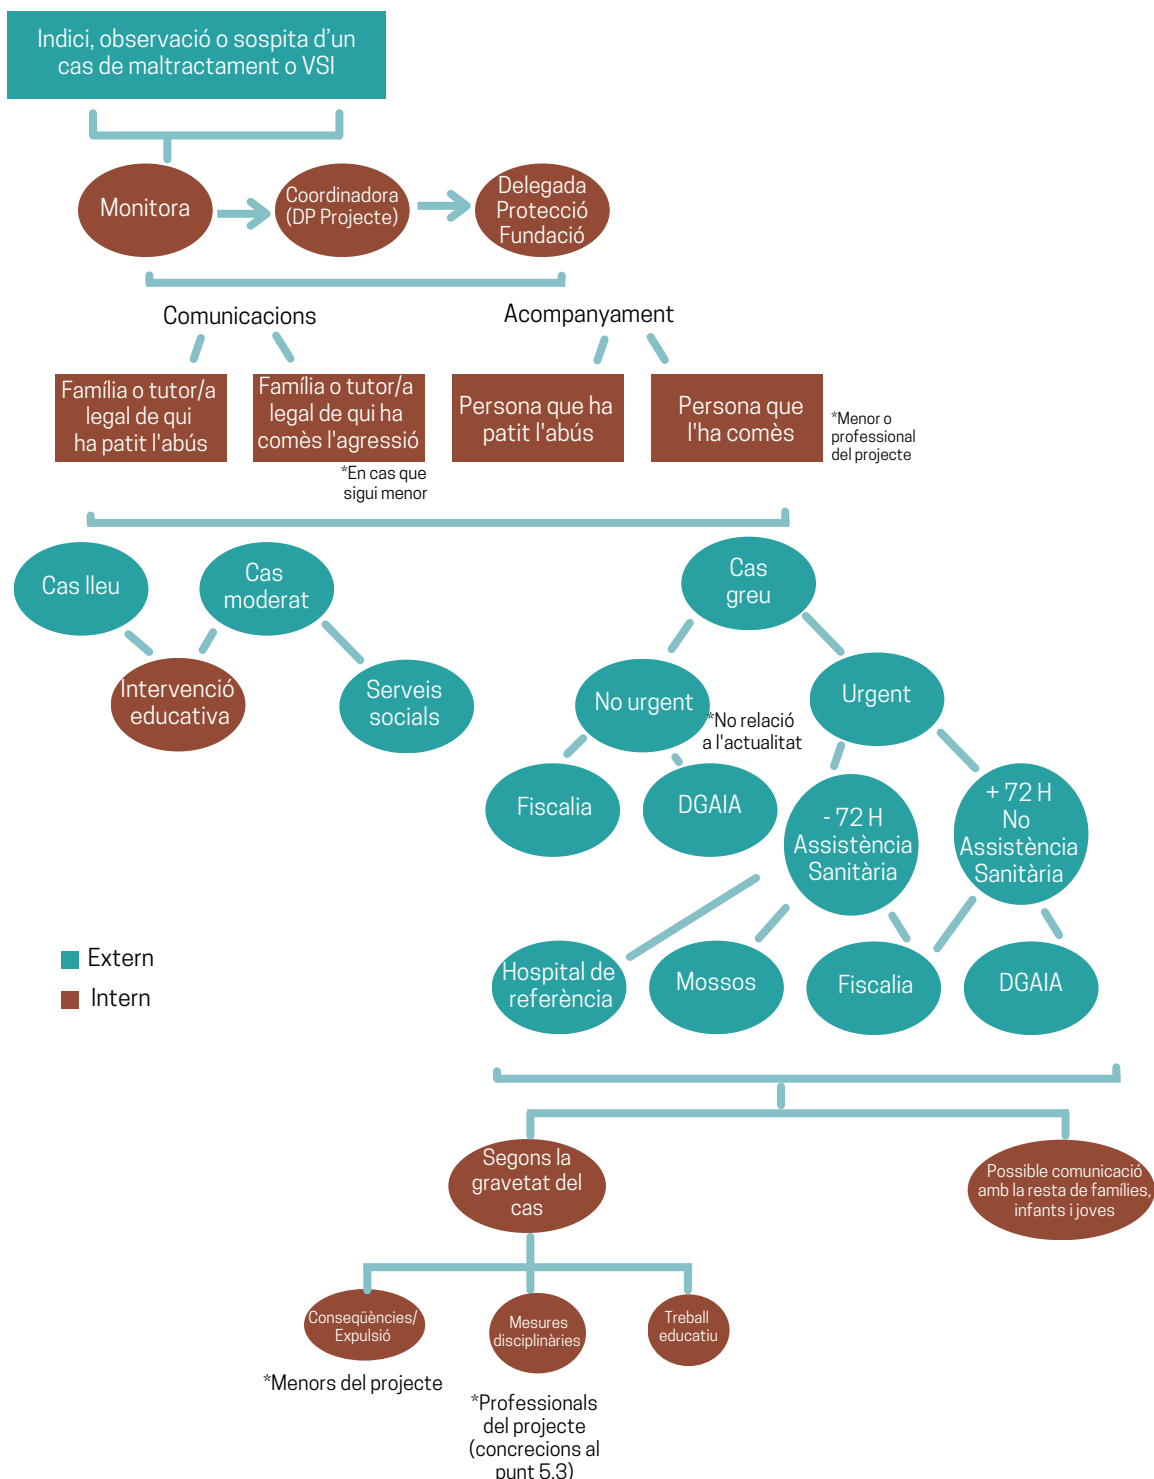 Indici, observació o sospita d’un
cas de maltractament o VSI
Monitora
Coordinadora
(DP Projecte)
Delegada
Protecció
Fundació
Comunicacions
Acompanyament
Família o tutor/a
legal de qui
ha patit l'abús
Família o tutor/a
legal de qui ha
comès l'agressió
*En cas que
sigui menor
Persona que ha
patit l'abús
Persona que
l'ha comès
*Menor o
professional
del projecte
Cas lleu
Cas
moderat
Cas
greu
Intervenció
educativa
Serveis
socials
No urgent
*No relació
a l'actualitat
Urgent
Fiscalia
DGAIA
- 72 H
Assistència
Sanitària
+ 72 H
No
Assistència
Sanitària
Extern
Intern
Hospital de
referència
Mossos
Fiscalia
DGAIA
Segons la
gravetat del
cas
Possible comunicació
amb la resta de famílies,
infants i joves
Conseqüències/
Expulsió
*Menors del projecte
Mesures
disciplinàries
*Professionals
del projecte
(concrecions al
punt 5.3)
Treball
educatiu